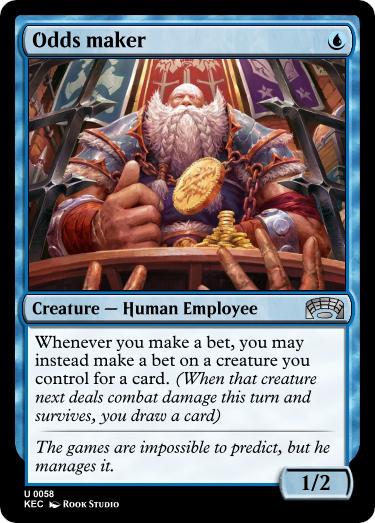 Odds maker
Creature — Human Employee
Whenever you make a bet, you may
instead make a bet on a creature you
control for a card. (When that creature
next deals combat damage this turn and
survives, you draw a card)
The games are impossible to predict, but he
manages it.
1/2
U 0058
KEC Rook Studio